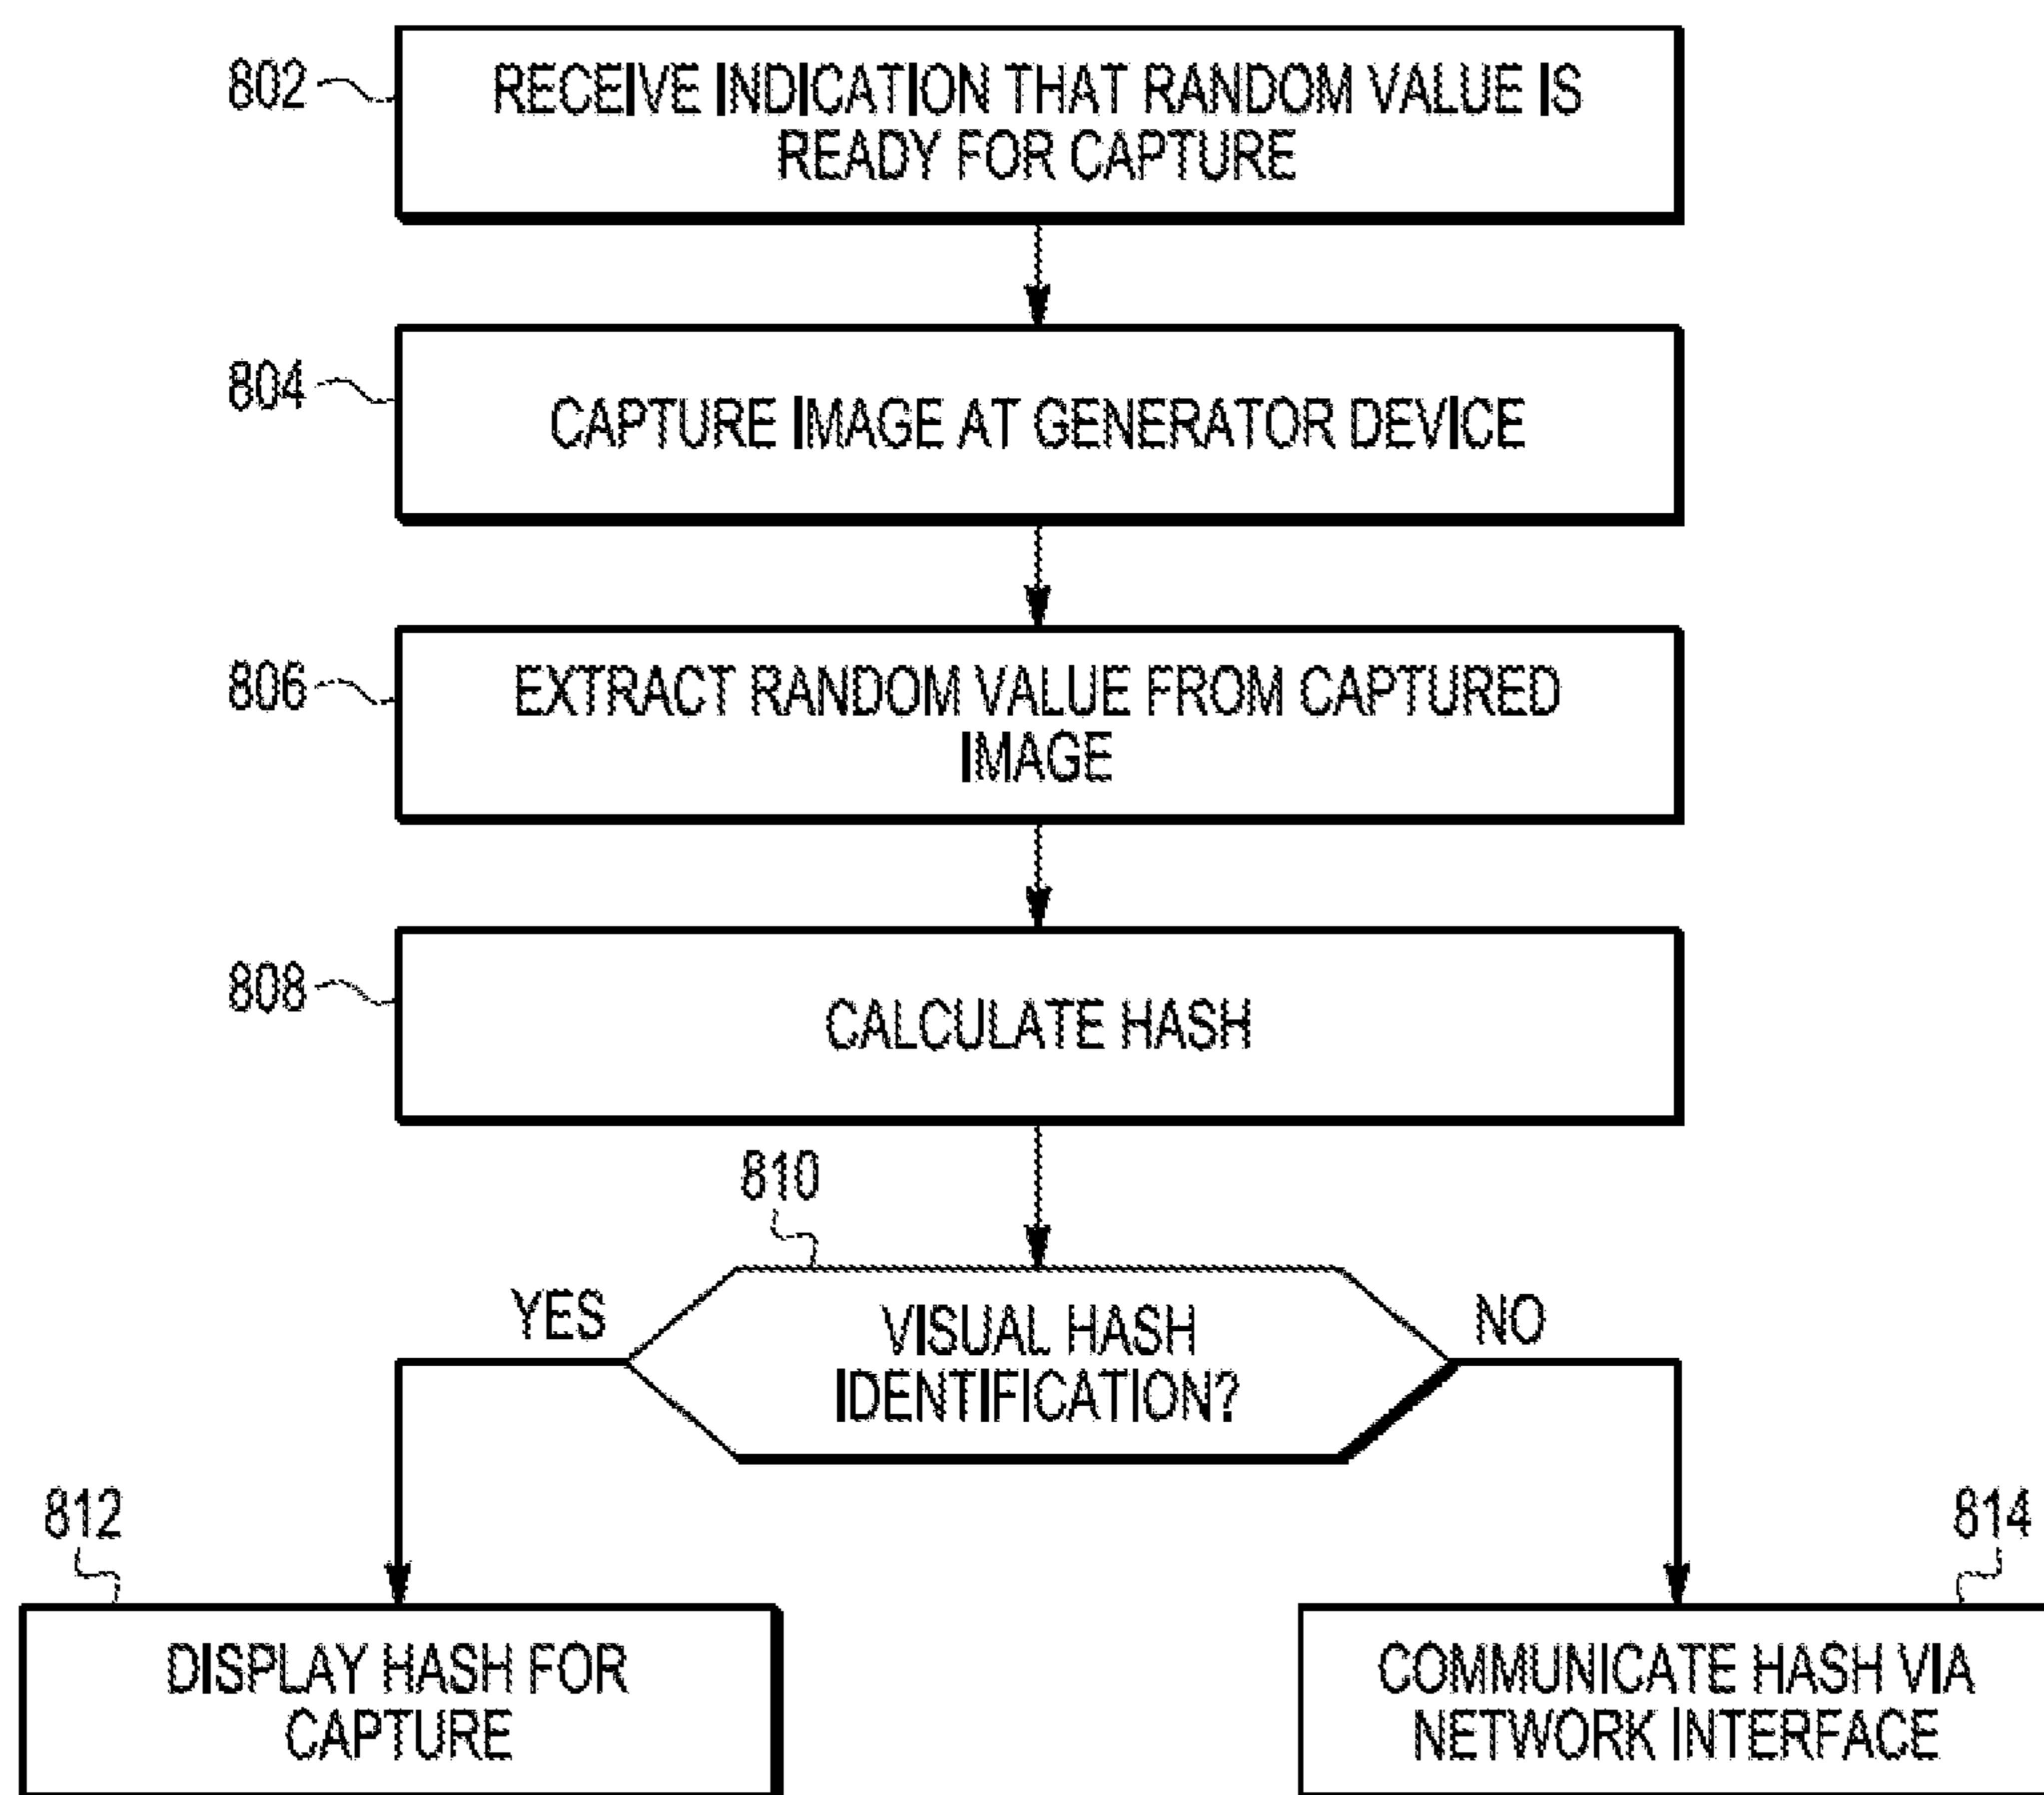 802
RECEIVE INDICATION THAT RANDOM VALUE IS
READY FOR CAPTURE
804
CAPTURE IMAGE AT GENERATOR DEVICE
806
EXTRACT RANDOM VALUE FROM CAPTURED
IMAGE
808
CALCULATE HASH
810
YES
VISUAL HASH
IDENTIFICATION?
NO
812
DISPLAY HASH FOR
CAPTURE
814
COMMUNICATE HASH VIA
NETWORK INTERFACE